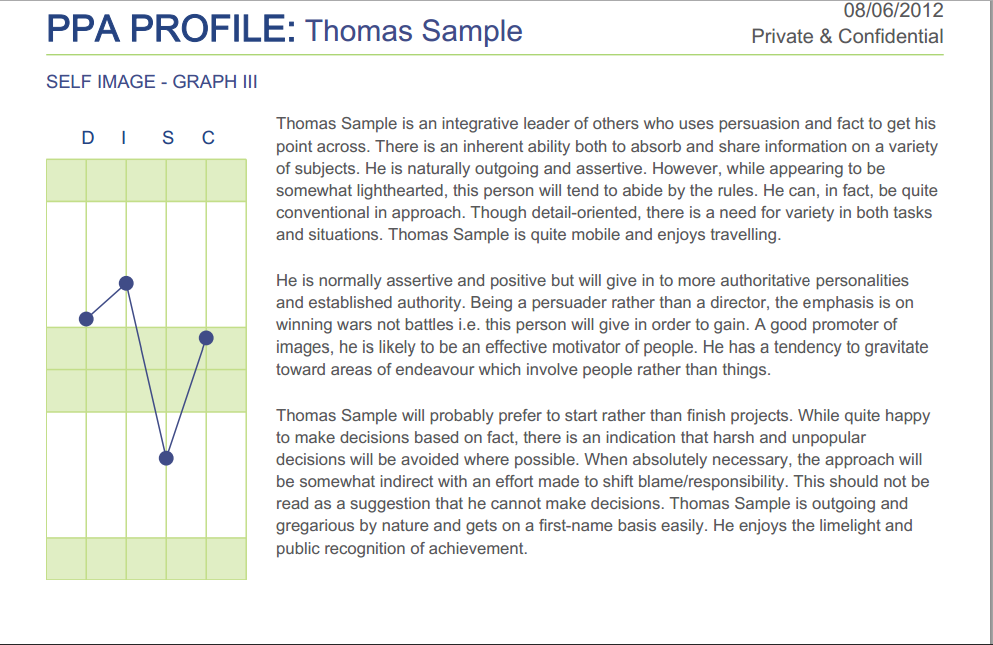 08/06/2012
PPA PROFILE: Thomas Sample
Private & Confidential
SELF IMAGE - GRAPH III
D I S C
Thomas Sample is an integrative leader of others who uses persuasion and fact to get his
point across. There is an inherent ability both to absorb and share information on a variety
of subjects. He is naturally outgoing and assertive. However, while appearing to be
somewhat lighthearted, this person will tend to abide by the rules. He can, in fact, be quite
conventional in approach. Though detail-oriented, there is a need for variety in both tasks
and situations. Thomas Sample is quite mobile and enjoys travelling.
He is normally assertive and positive but will give in to more authoritative personalities
and established authority. Being a persuader rather than a director, the emphasis is on
winning wars not battles i.e. this person will give in order to gain. A good promoter of
images, he is likely to be an effective motivator of people. He has a tendency to gravitate
toward areas of endeavour which involve people rather than things.
Thomas Sample will probably prefer to start rather than finish projects. While quite happy
to make decisions based on fact, there is an indication that harsh and unpopular
decisions will be avoided where possible. When absolutely necessary, the approach will
be somewhat indirect with an effort made to shift blame/responsibility. This should not be
read as a suggestion that he cannot make decisions. Thomas Sample is outgoing and
gregarious by nature and gets on a first-name basis easily. He enjoys the limelight and
public recognition of achievement.